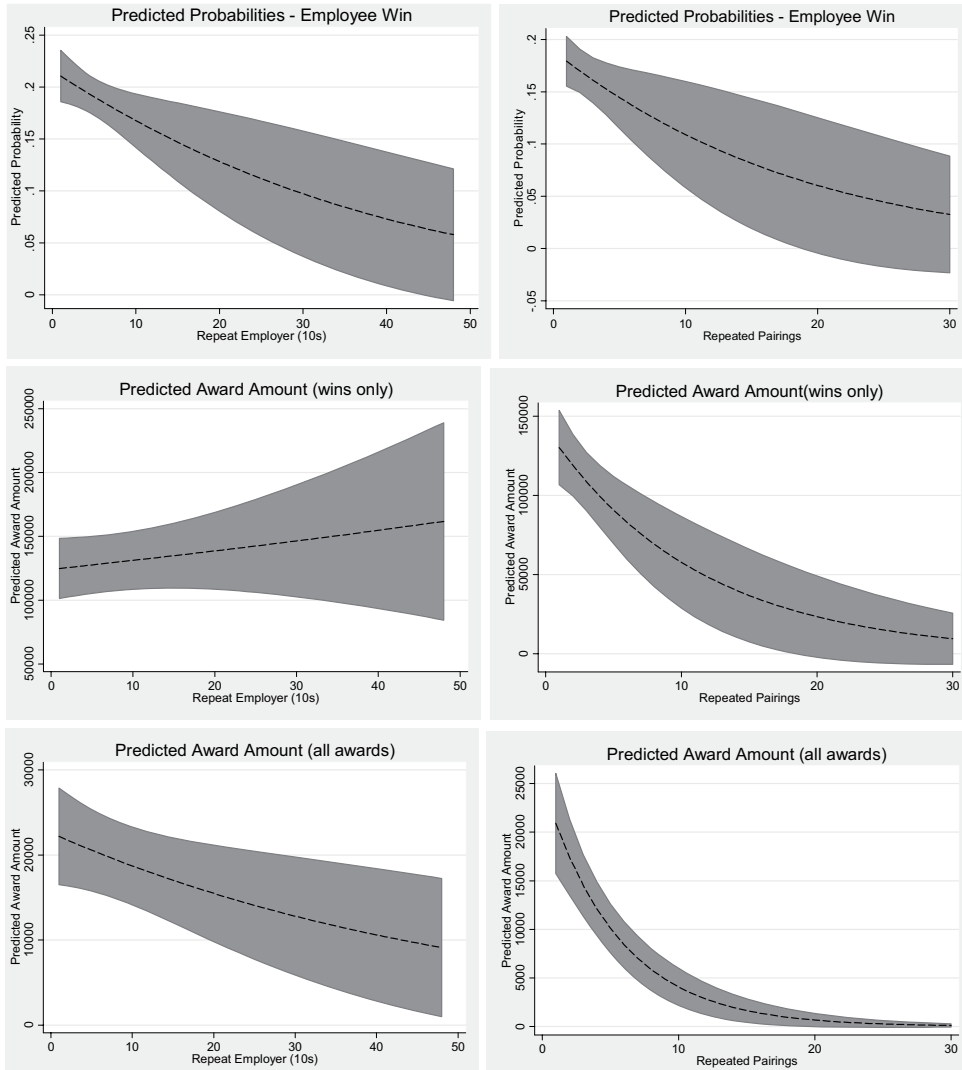 Predicted Probabilities - Employee Win
Predicted Probability
0 .05 .1 .15 .2 .25
0 10 20 30 40 50
Repeat Employer (10s)
Predicted Probabilities - Employee Win
Predicted Probability
-.05 0 .05 .1 .15 .2
0 10 20 30
Repeated Pairings
Predicted Award Amount (wins only)
Predicted Award Amount
50000 100000 150000 200000 250000
0 10 20 30 40 50
Repeat Employer (10s)
Predicted Award Amount(wins only)
Predicted Award Amount
0 50000 100000 150000
0 10 20 30
Repeated Pairings
Predicted Award Amount (all awards)
Predicted Award Amount
0 10000 20000 30000
0 10 20 30 40 50
Repeat Employer (10s)
Predicted Award Amount (all awards)
Predicted Award Amount
0 5000 10000 15000 20000 25000
0 10 20 30
Repeated Pairings